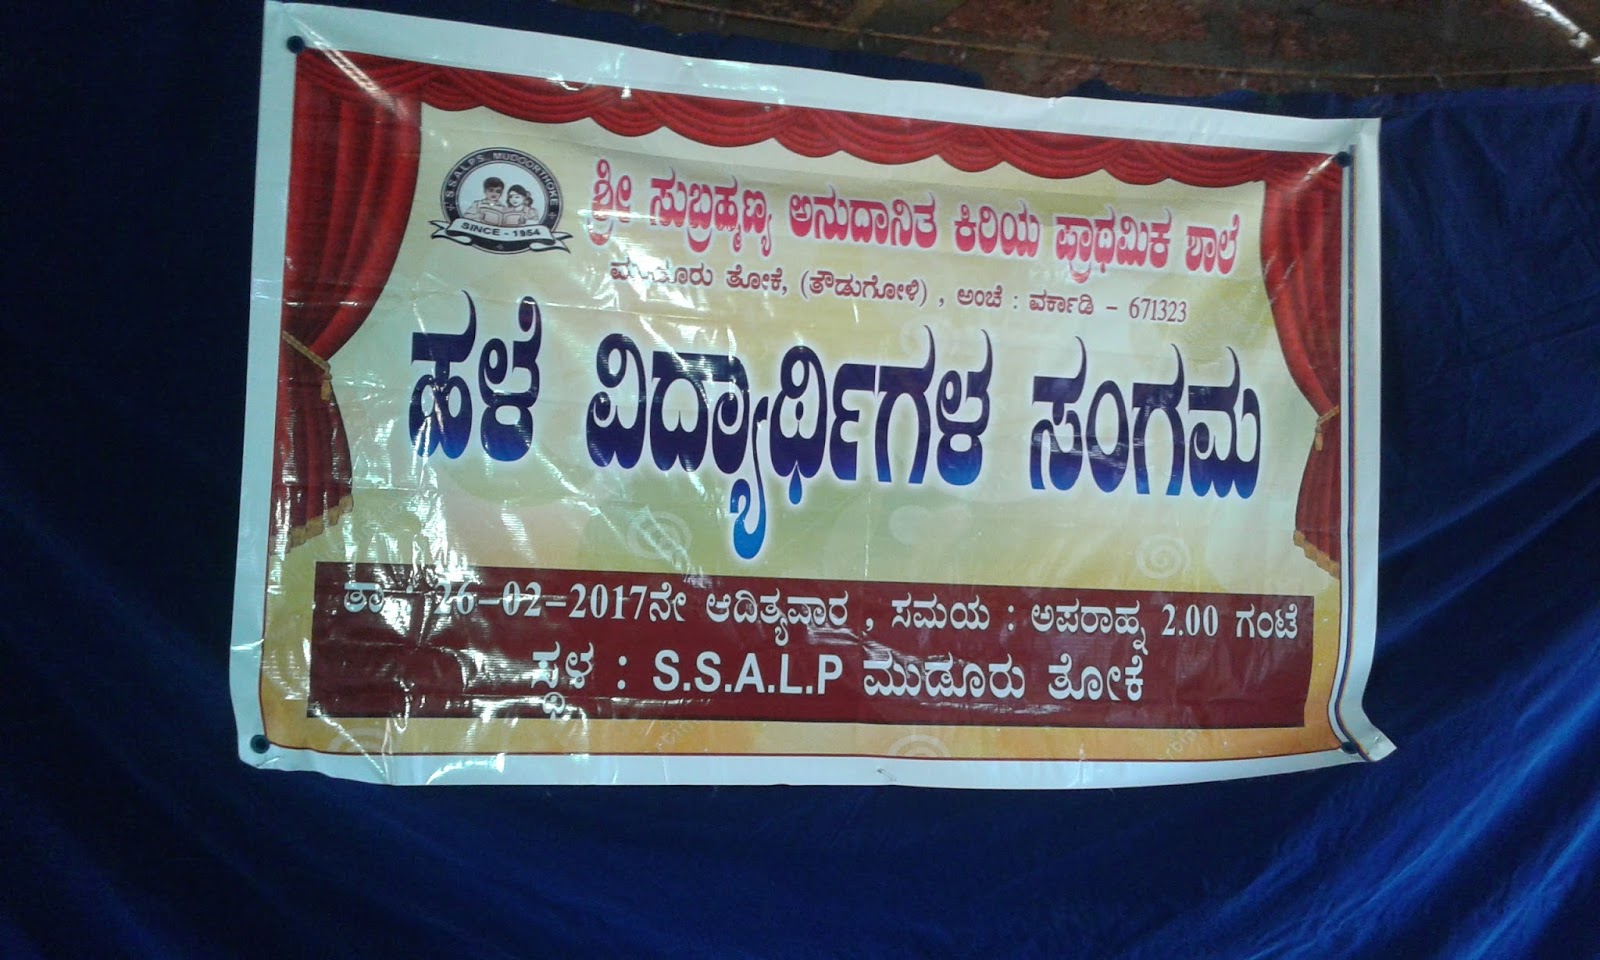 S.S.A.L.P.S. MUDOORTHOKE
SINCE - 1954
ಶ್ರೀ ಸುಬ್ರಹ್ಮಣ್ಯ ಅನುದಾನಿತ ಕಿರಿಯ ಪ್ರಾಥಮಿಕ ಶಾಲೆ
ಮುಡೂರು ತೋಕೆ, (ತೌಡುಗೋಳಿ) , ಅಂಚೆ : ವರ್ಕಾಡಿ – 671323
ಹಳೆ ವಿದ್ಯಾರ್ಥಿಗಳ ಸಂಗಮ
ತಾ : 26–02–2017ನೇ ಆದಿತ್ಯವಾರ , ಸಮಯ : ಅಪರಾಹ್ನ 2.00 ಗಂಟೆ
ಸ್ಥಳ : S.S.A.L.P ಮುಡೂರು ತೋಕೆ